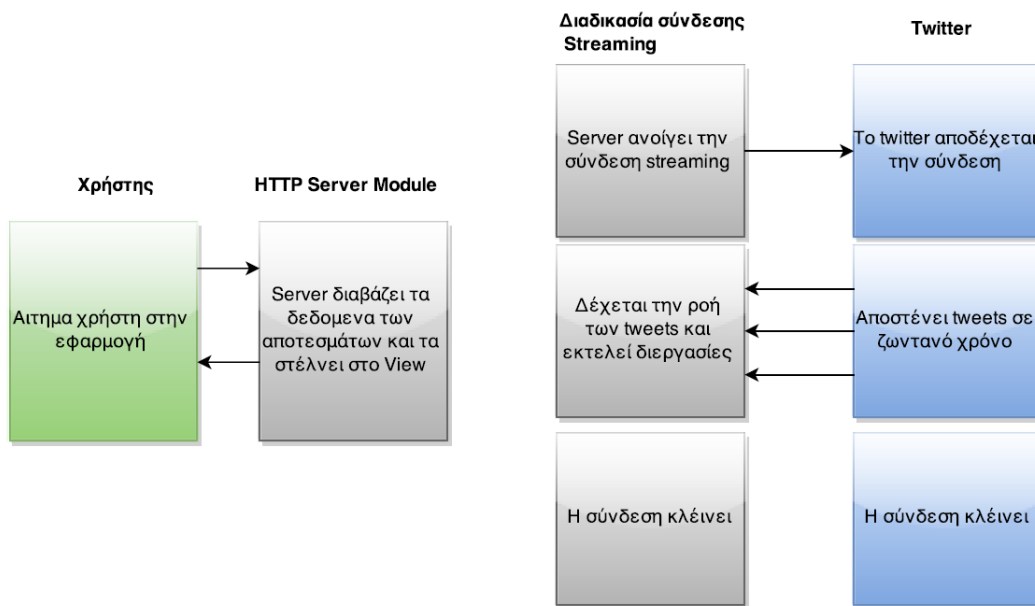 Διαδικασία σύνδεσης
Streaming
Twitter
Server ανοίγει την
σύνδεση streaming
Το twitter αποδέχεται
την σύνδεση
Χρήστης
HTTP Server Module
Αιτημα χρήστη στην
εφαρμογή
Server διαβάζει τα
δεδομενα των
αποτεσμάτων και τα
στέλνει στο View
Δέχεται την ροή
των tweets και
εκτελεί διεργασίες
Αποστένει tweets σε
ζωντανό χρόνο
Η σύνδεση κλέινει
Η σύνδεση κλέινει